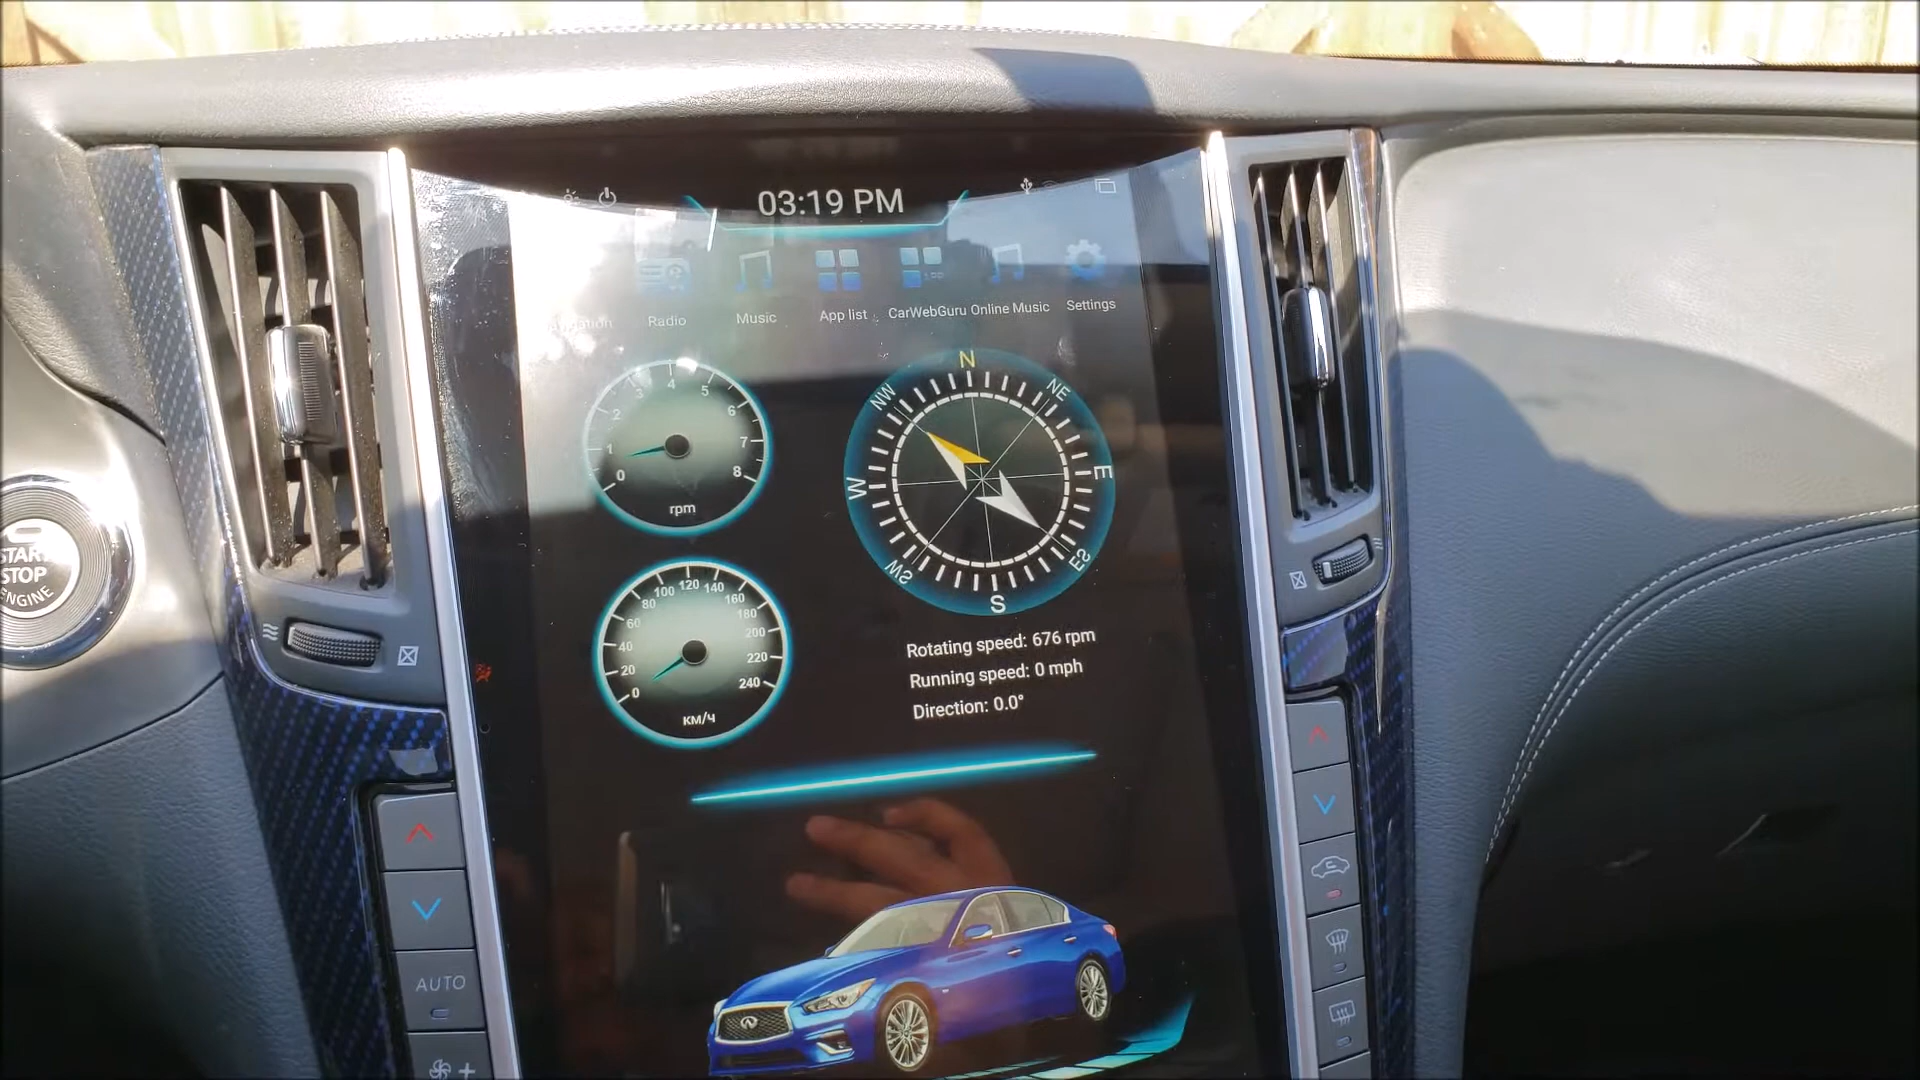 03:19 PM
Radio
Music
App list
CarWebGuru
Online Music
Settings
0 1 2 3 4 5 6 7 8
rpm
N
NE
E
ES
S
SW
W
NW
START
STOP
ENGINE
0 20 40 60 80 100 120 140 160 180 200 220 240
км/ч
Rotating speed: 676 rpm
Running speed: 0 mph
Direction: 0.0°
AUTO